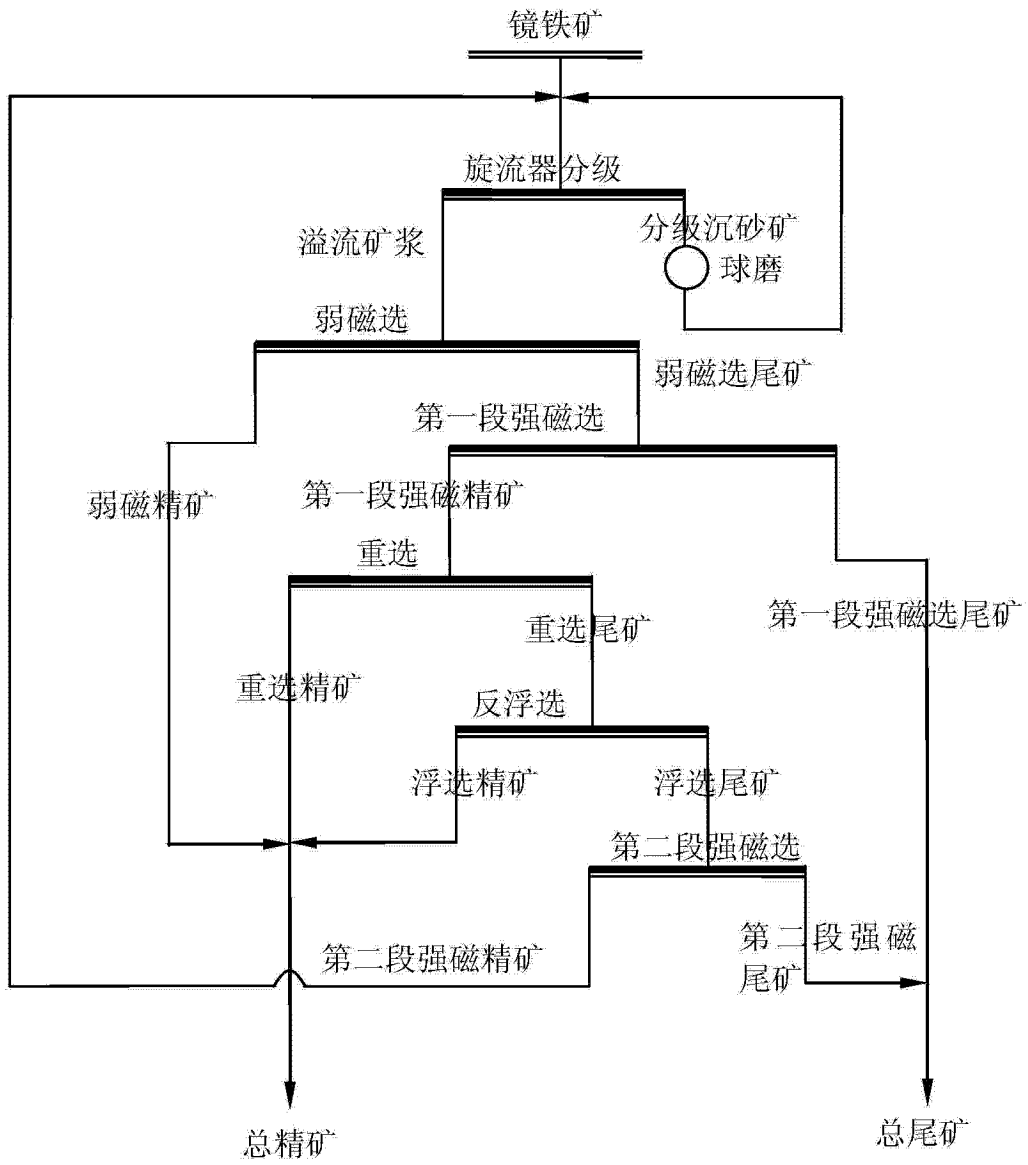 镜铁矿
旋流器分级
溢流矿浆
分级沉砂矿
球磨
弱磁选
弱磁选尾矿
第一段强磁选
弱磁精矿
第一段强磁精矿
重选
第一段强磁选尾矿
重选尾矿
重选精矿
反浮选
浮选精矿
浮选尾矿
第二段强磁选
第二段强磁精矿
第二段强磁
尾矿
总精矿
总尾矿